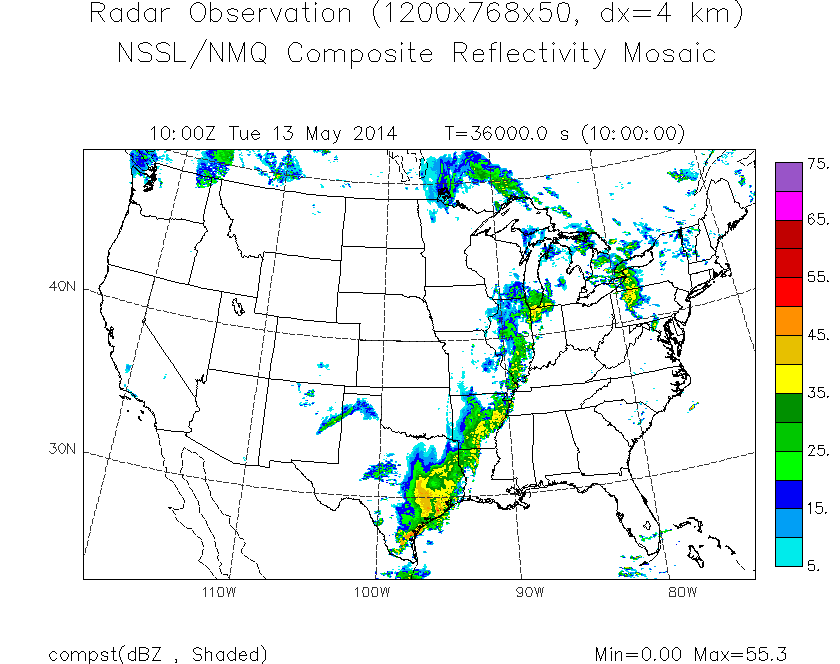 Radar Observation (1200x768x50, dx=4 km)
NSSL/NMQ Composite Reflectivity Mosaic
10:00Z Tue 13 May 2014 T=36000.0 s (10:00:00)
75.
65.
55.
45.
35.
25.
15.
5.
40N
30N
110W 100W 90W 80W
compst(dBZ , Shaded) Min=0.00 Max=55.3